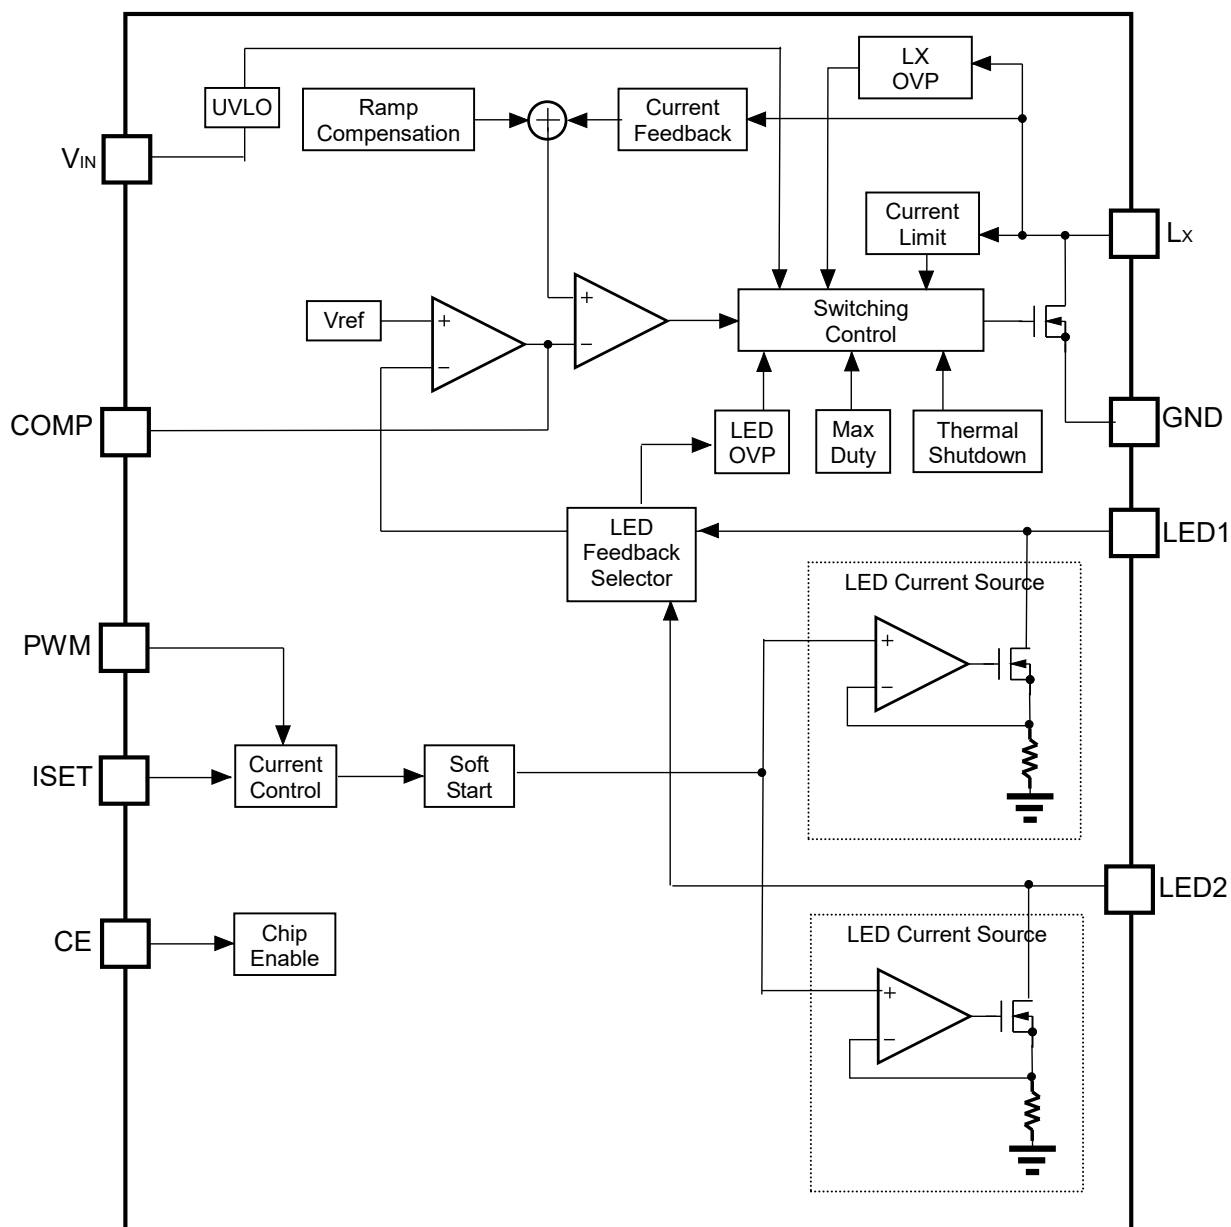 LX
OVP
UVLO
Ramp
Compensation
+
Current
Feedback
VIN
Current
Limit
LX
Vref
+
−
+
−
Switching
Control
COMP
GND
LED
OVP
Max
Duty
Thermal
Shutdown
LED
Feedback
Selector
LED1
LED Current Source
+
−
PWM
ISET
Current
Control
Soft
Start
LED2
CE
Chip
Enable
LED Current Source
+
−